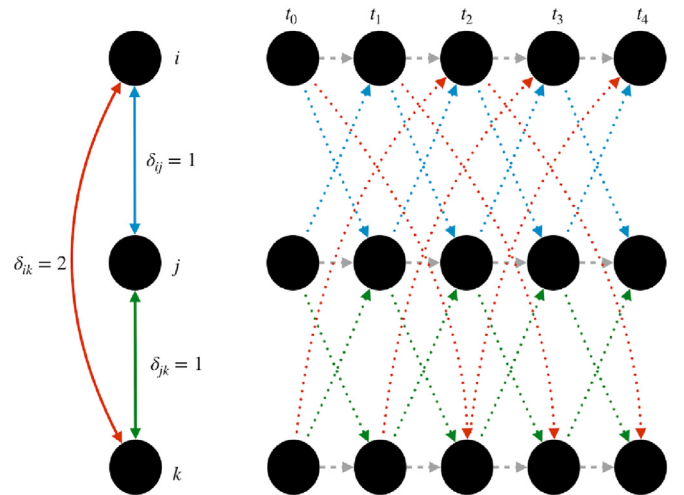 t₀ t₁ t₂ t₃ t₄
i
δᵢⱼ = 1
δᵢₖ = 2
j
δⱼₖ = 1
k